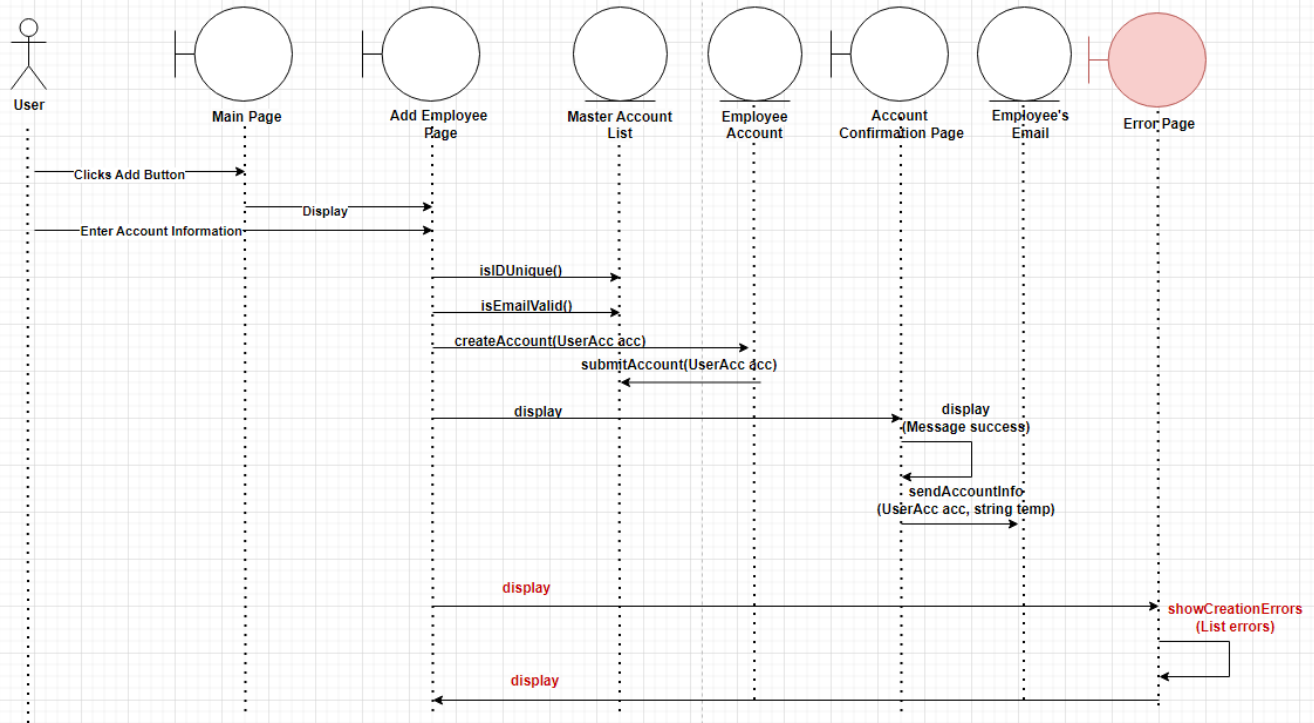 User
Main Page
Add Employee
Page
Master Account
List
Employee
Account
Account
Confirmation Page
Employee's
Email
Error Page
Clicks Add Button
Display
Enter Account Information
isIDUnique()
isEmailValid()
createAccount(UserAcc acc)
submitAccount(UserAcc acc)
display
display
(Message success)
sendAccountInfo
(UserAcc acc, string temp)
display
showCreationErrors
(List errors)
display